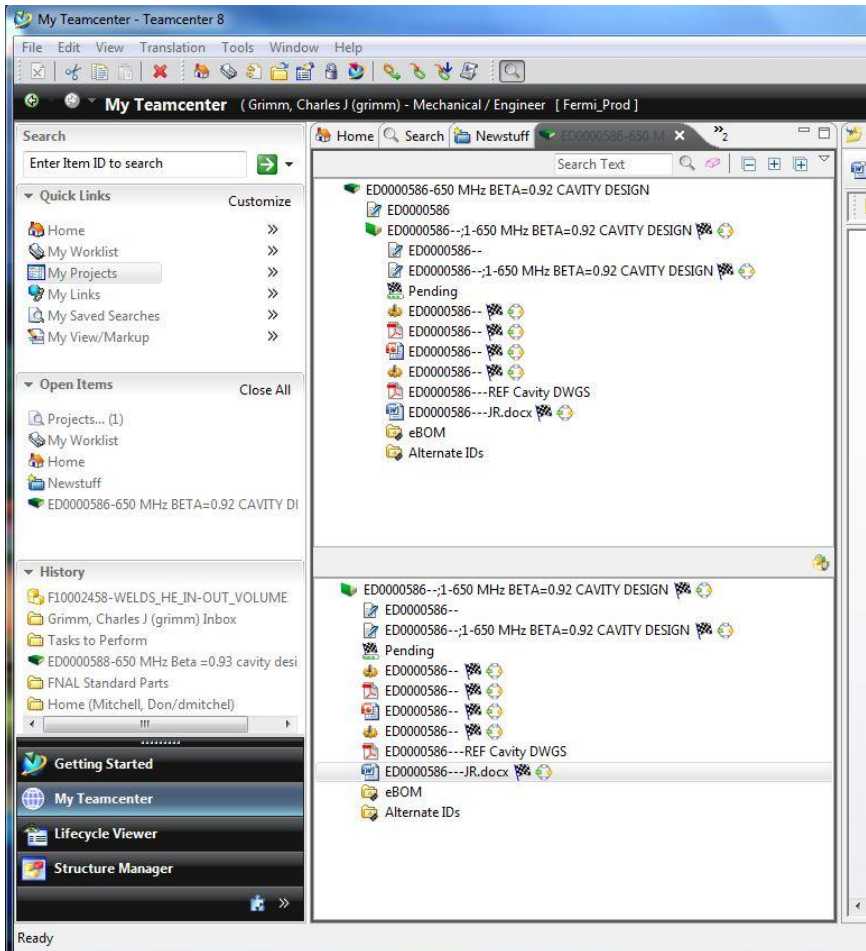 My Teamcenter - Teamcenter 8
File Edit View Translation Tools Window Help
My Teamcenter ( Grimm, Charles J (grimm) - Mechanical / Engineer [ Fermi_Prod ]
Search
Enter Item ID to search
Quick Links Customize
Home
My Worklist
My Projects
My Links
My Saved Searches
My View/Markup
Open Items Close All
Projects... (1)
My Worklist
Home
Newstuff
ED0000586-650 MHz BETA=0.92 CAVITY DI
History
F10002458-WELDS_HE_IN-OUT_VOLUME
Grimm, Charles J (grimm) Inbox
Tasks to Perform
ED0000588-650 MHz Beta =0.93 cavity desi
FNAL Standard Parts
Home (Mitchell, Don/dmitchel)
Getting Started
My Teamcenter
Lifecycle Viewer
Structure Manager
Ready
Home Search Newstuff ED0000586-650 M 2
Search Text
ED0000586-650 MHz BETA=0.92 CAVITY DESIGN
ED0000586
ED0000586--;1-650 MHz BETA=0.92 CAVITY DESIGN
ED0000586--
ED0000586--;1-650 MHz BETA=0.92 CAVITY DESIGN
Pending
ED0000586--
ED0000586--
ED0000586--
ED0000586--
ED0000586---REF Cavity DWGS
ED0000586---JR.docx
eBOM
Alternate IDs
ED0000586--;1-650 MHz BETA=0.92 CAVITY DESIGN
ED0000586--
ED0000586--;1-650 MHz BETA=0.92 CAVITY DESIGN
Pending
ED0000586--
ED0000586--
ED0000586--
ED0000586--
ED0000586---REF Cavity DWGS
ED0000586---JR.docx
eBOM
Alternate IDs